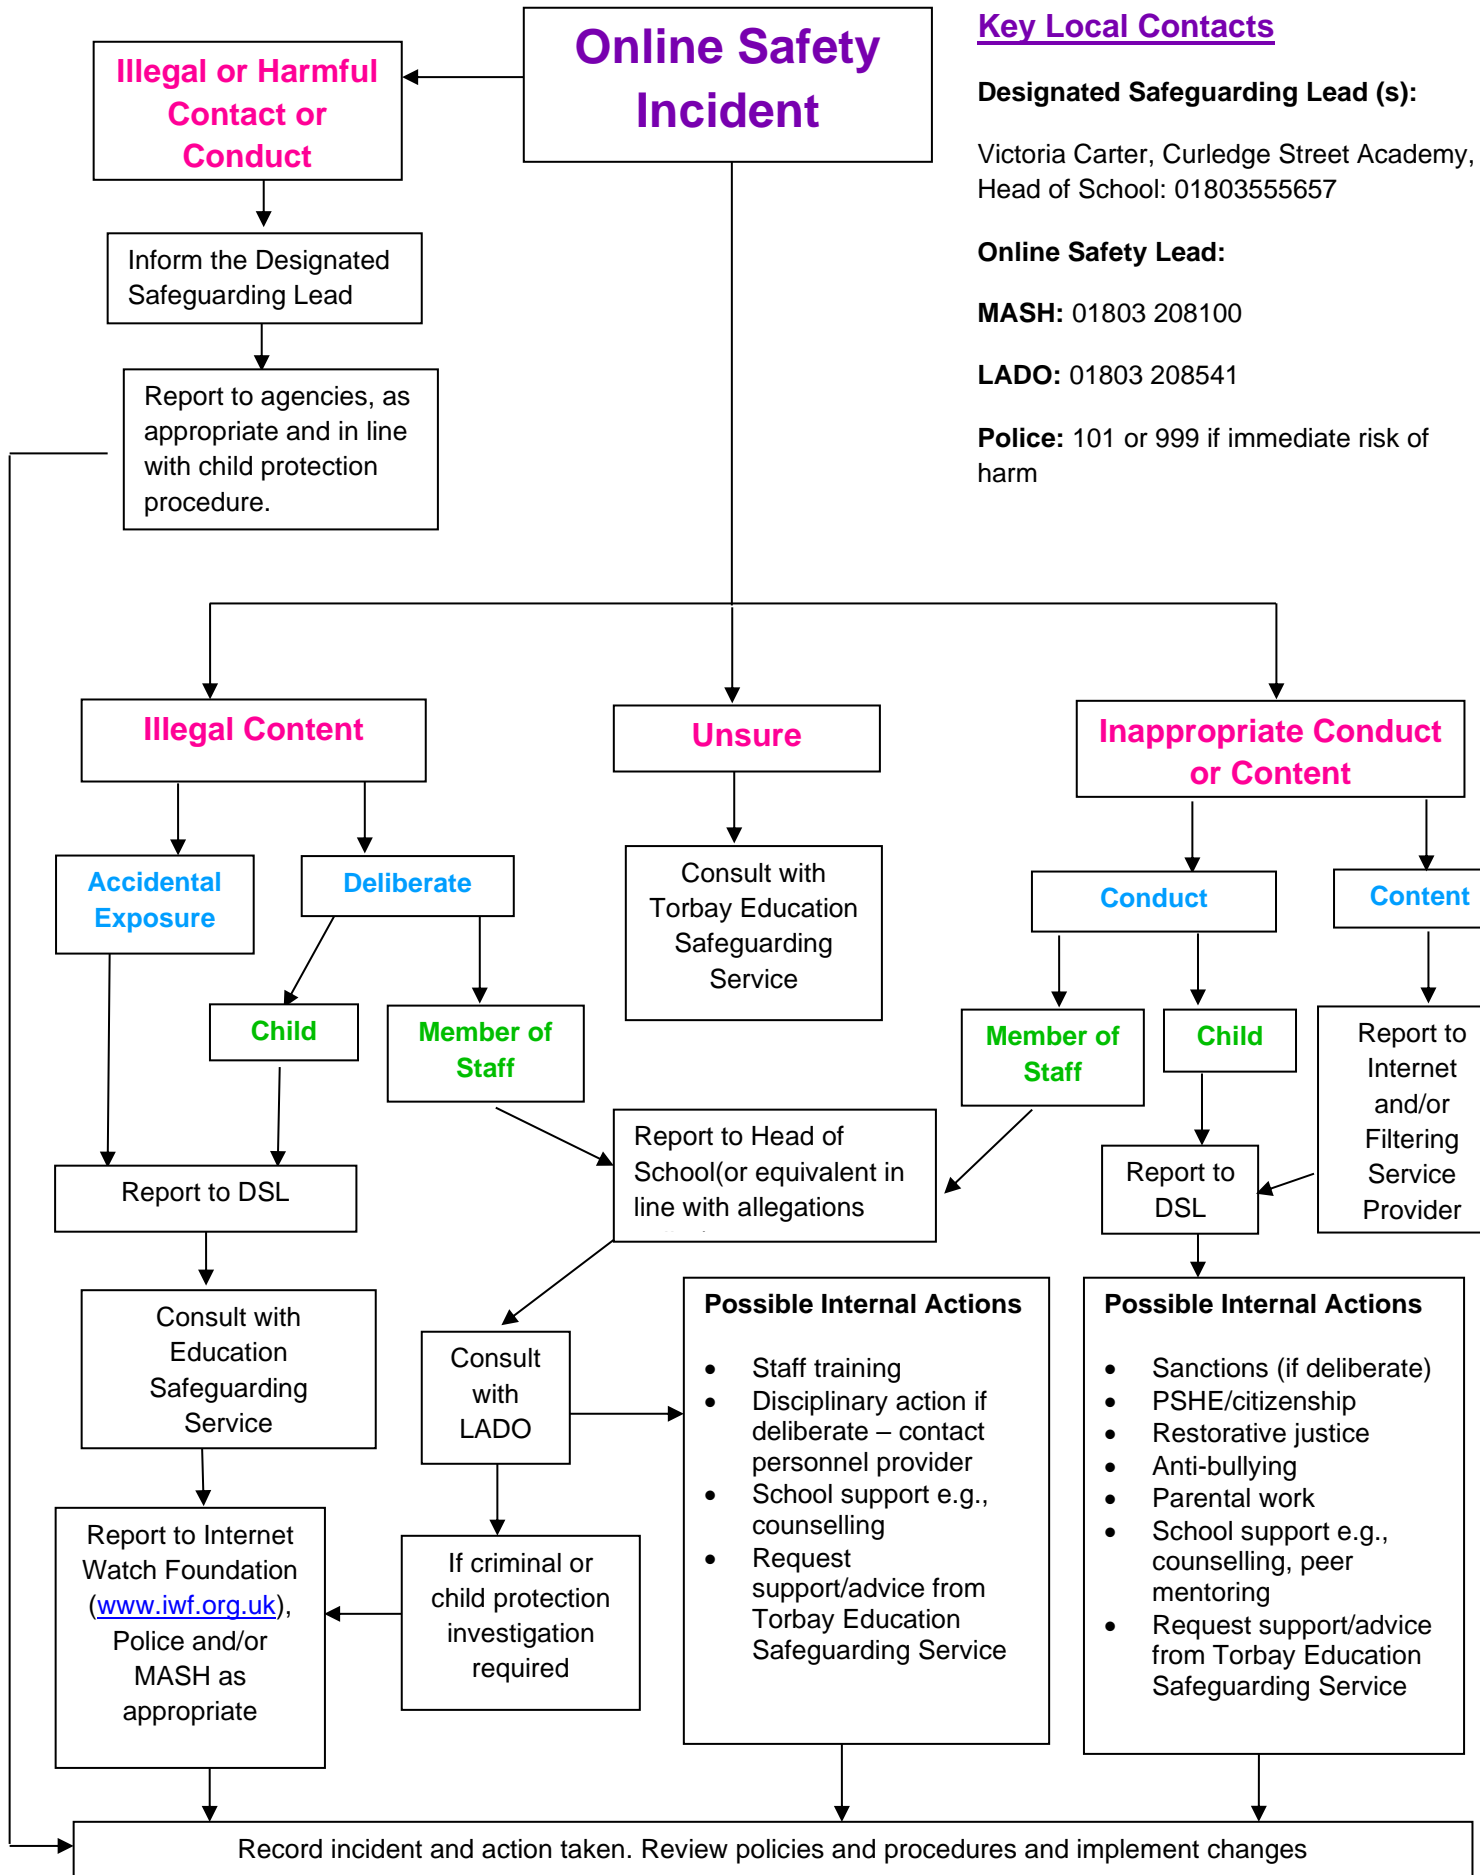 Online Safety
Incident
Key Local Contacts
Designated Safeguarding Lead (s):
Victoria Carter, Curledge Street Academy,
Head of School: 01803555657
Online Safety Lead:
MASH: 01803 208100
LADO: 01803 208541
Police: 101 or 999 if immediate risk of
harm
Illegal or Harmful
Contact or
Conduct
Inform the Designated
Safeguarding Lead
Report to agencies, as
appropriate and in line
with child protection
procedure.
Illegal Content
Unsure
Inappropriate Conduct
or Content
Accidental
Exposure
Deliberate
Consult with
Torbay Education
Safeguarding
Service
Conduct
Content
Child
Member of
Staff
Member of
Staff
Child
Report to
Internet
and/or
Filtering
Service
Provider
Report to DSL
Report to Head of
School(or equivalent in
line with allegations
Report to
DSL
Consult with
Education
Safeguarding
Service
Consult
with
LADO
Possible Internal Actions
• Staff training
• Disciplinary action if
deliberate – contact
personnel provider
• School support e.g.,
counselling
• Request
support/advice from
Torbay Education
Safeguarding Service
Possible Internal Actions
• Sanctions (if deliberate)
• PSHE/citizenship
• Restorative justice
• Anti-bullying
• Parental work
• School support e.g.,
counselling, peer
mentoring
• Request support/advice
from Torbay Education
Safeguarding Service
Report to Internet
Watch Foundation
(www.iwf.org.uk),
Police and/or
MASH as
appropriate
If criminal or
child protection
investigation
required
Record incident and action taken. Review policies and procedures and implement changes